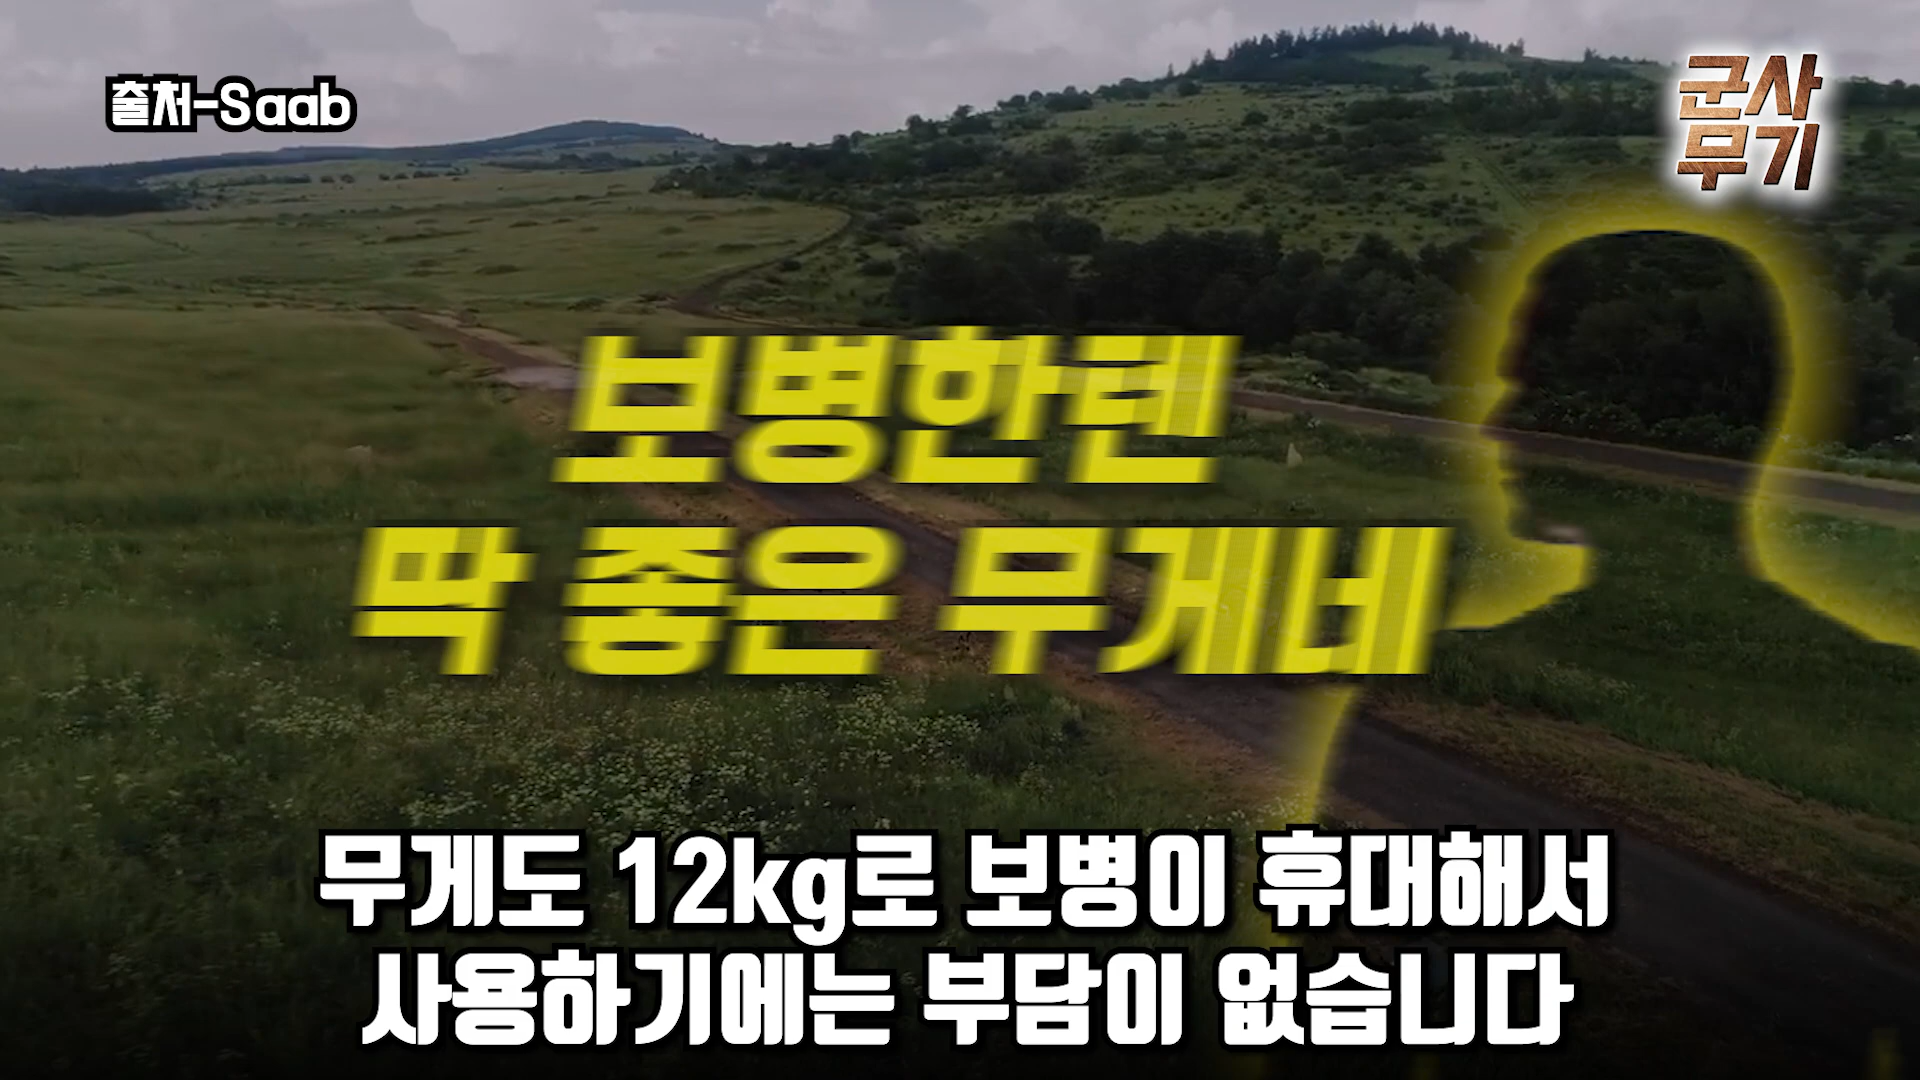 출처-Saab
군사
무기
보병한텐
딱 좋은 무게네
무게도 12kg로 보병이 휴대해서
사용하기에는 부담이 없습니다